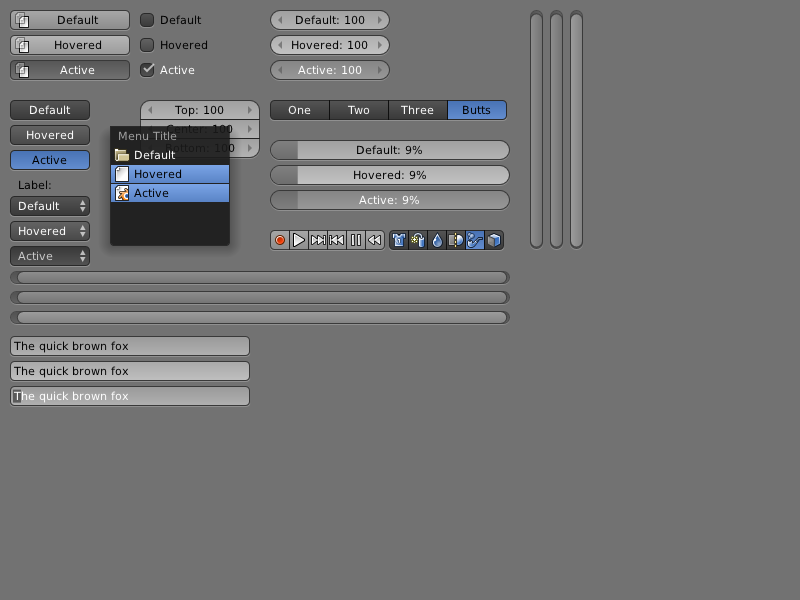 Default
Hovered
Active
Default
Hovered
Active
Default: 100
Hovered: 100
Active: 100
Default
Hovered
Active
Label:
Default
Hovered
Active
Top: 100
Center: 100
Bottom: 100
Menu Title
Default
Hovered
Active
One Two Three Butts
Default: 9%
Hovered: 9%
Active: 9%
The quick brown fox
The quick brown fox
The quick brown fox